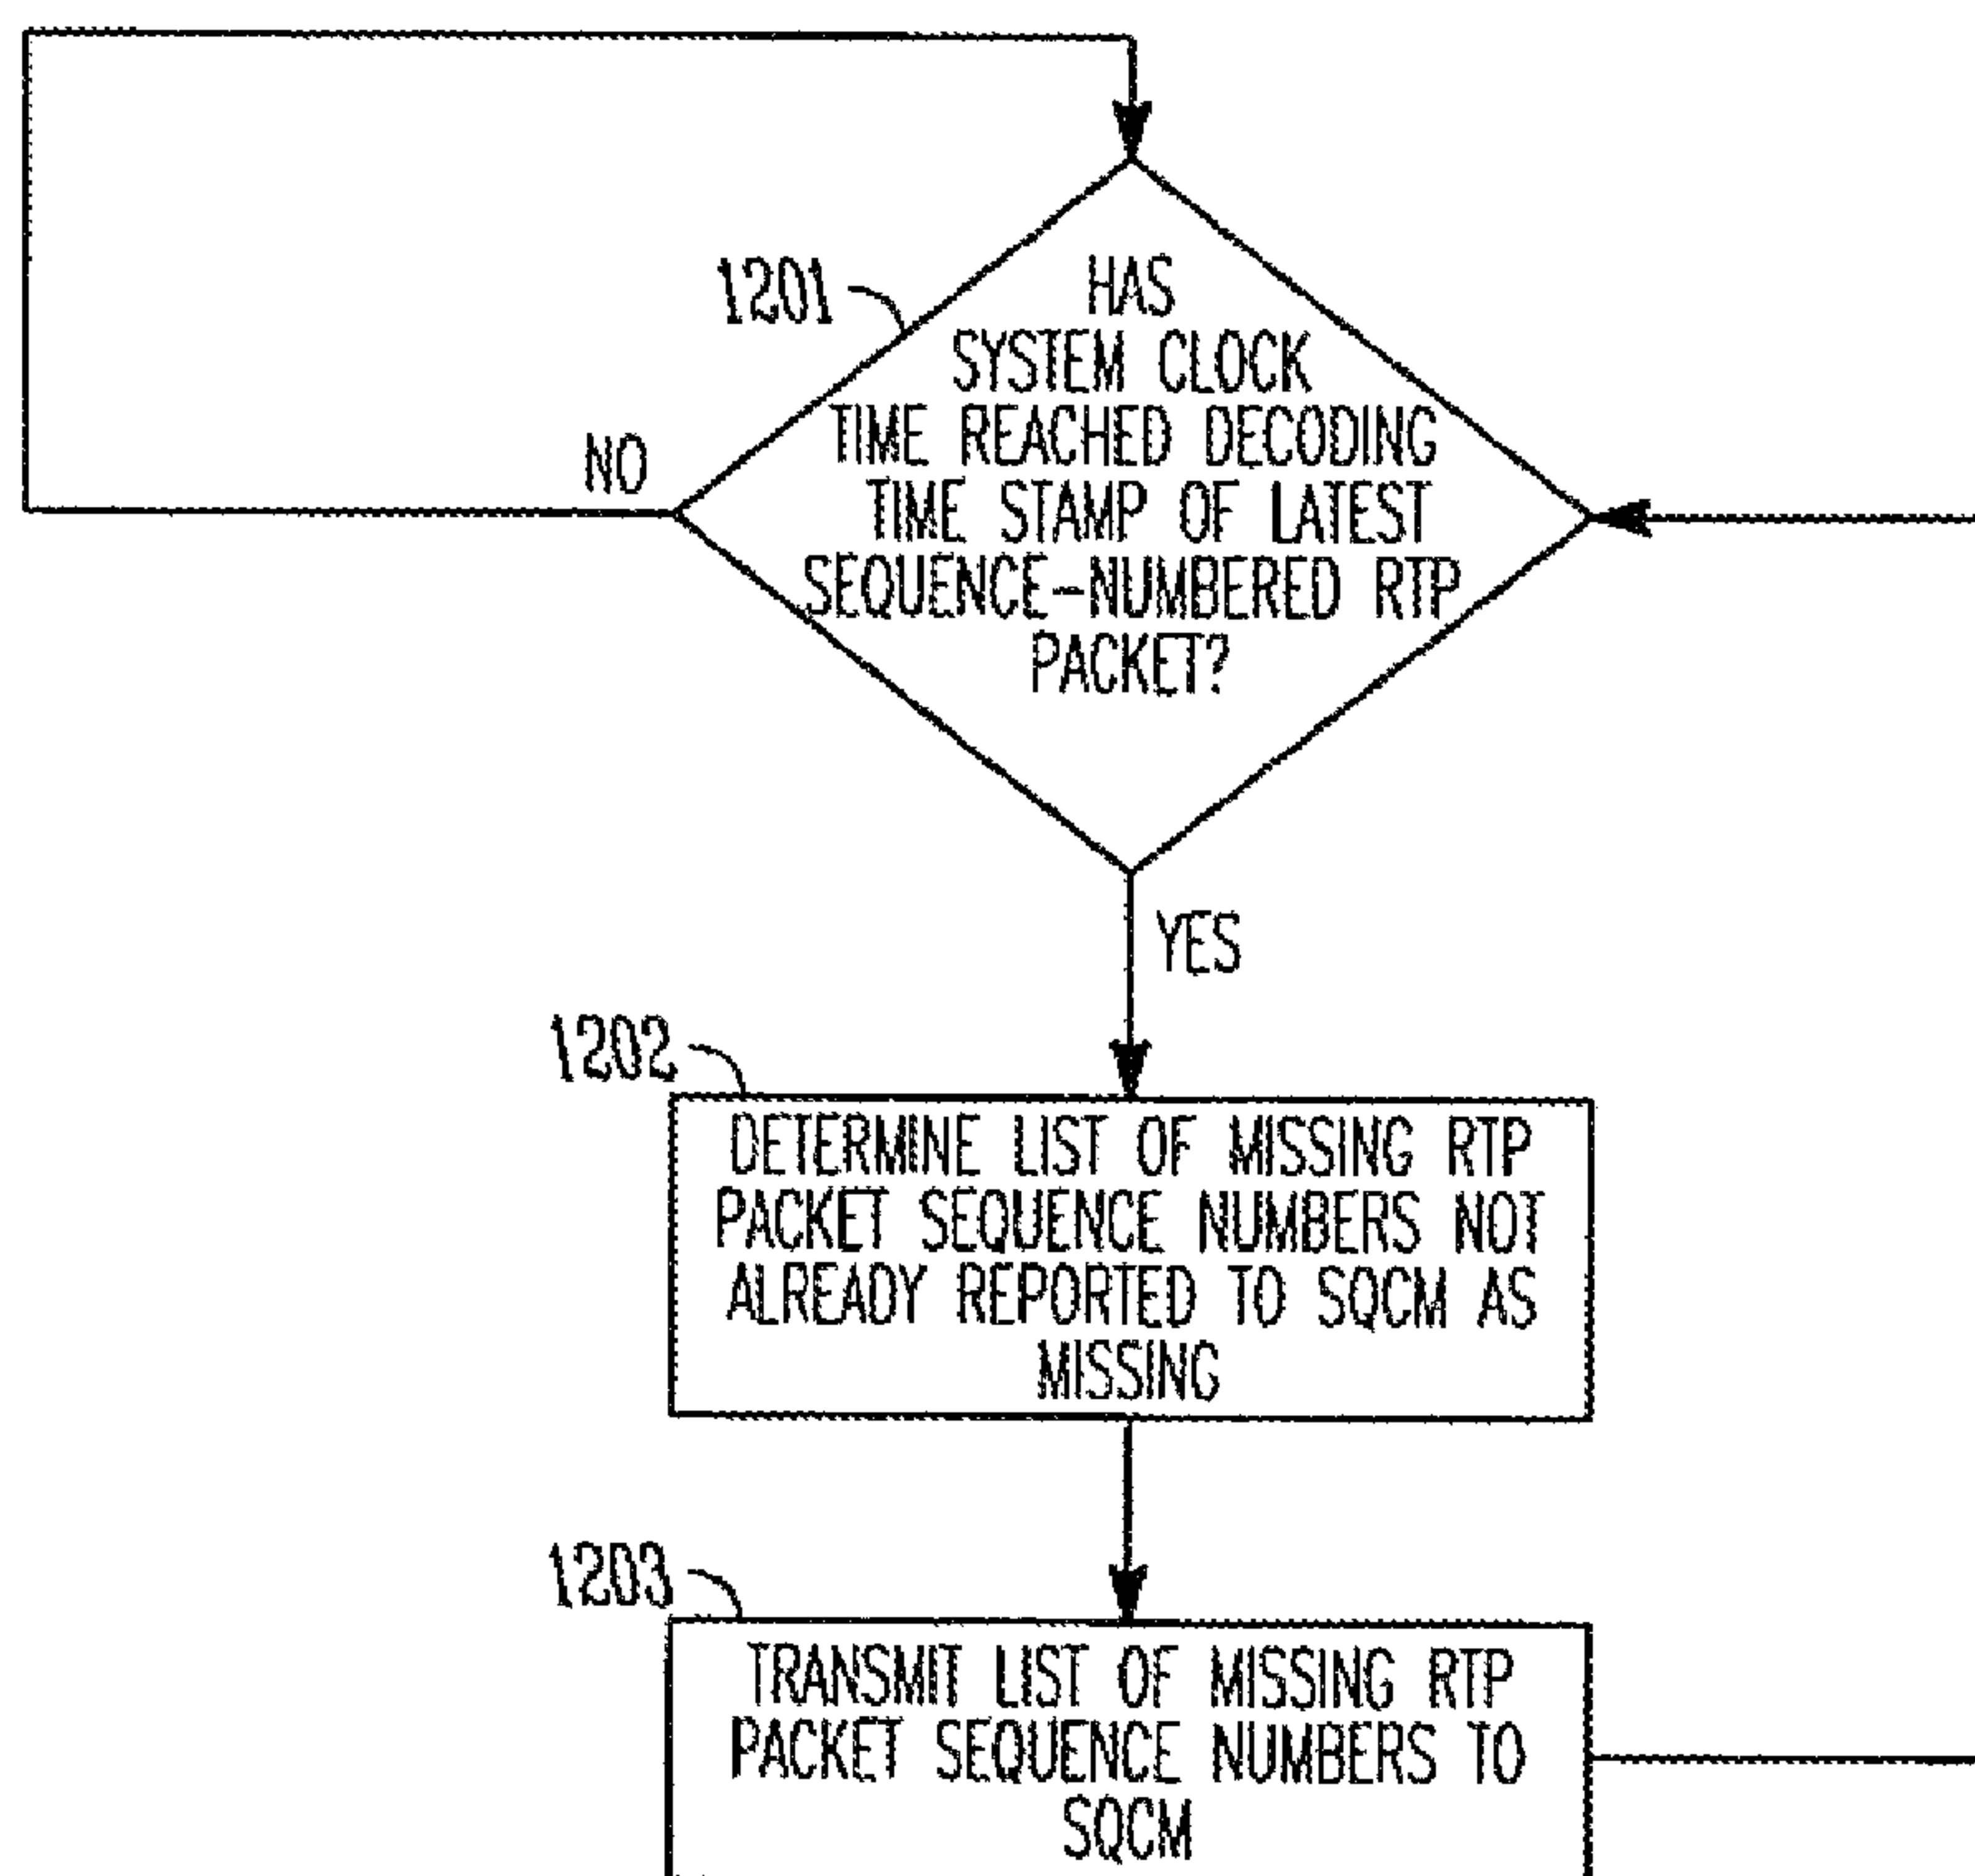 1201
HAS
SYSTEM CLOCK
TIME REACHED DECODING
TIME STAMP OF LATEST
SEQUENCE-NUMBERED RTP
PACKET?
NO
YES
1202
DETERMINE LIST OF MISSING RTP
PACKET SEQUENCE NUMBERS NOT
ALREADY REPORTED TO SQCM AS
MISSING
1203
TRANSMIT LIST OF MISSING RTP
PACKET SEQUENCE NUMBERS TO
SQCM